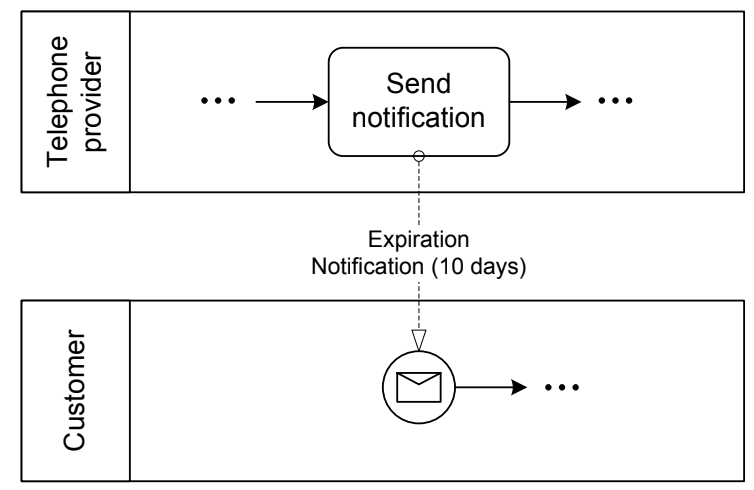 Telephone
provider
Send
notification
Expiration
Notification (10 days)
Customer